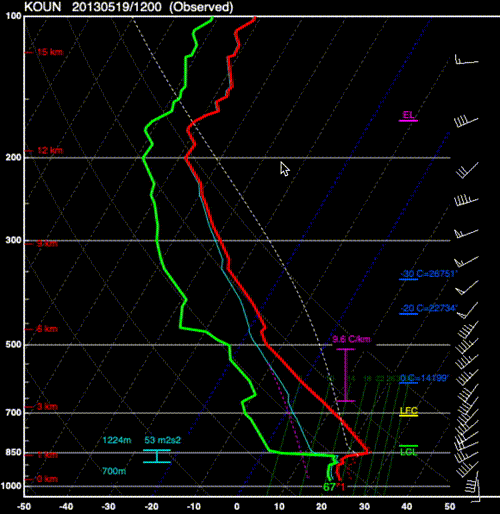 KOUN 20130519/1200 (Observed)
100
15 km
EL
12 km
200
9 km
300
-30 C=26751'
-20 C=22734'
6 km
500
9.6 C/km
0 C=14199'
3 km
700
LFC
1224m 53 m2s2
LCL
850
700m
0 km
1000
67 71
-50 -40 -30 -20 -10 0 10 20 30 40 50